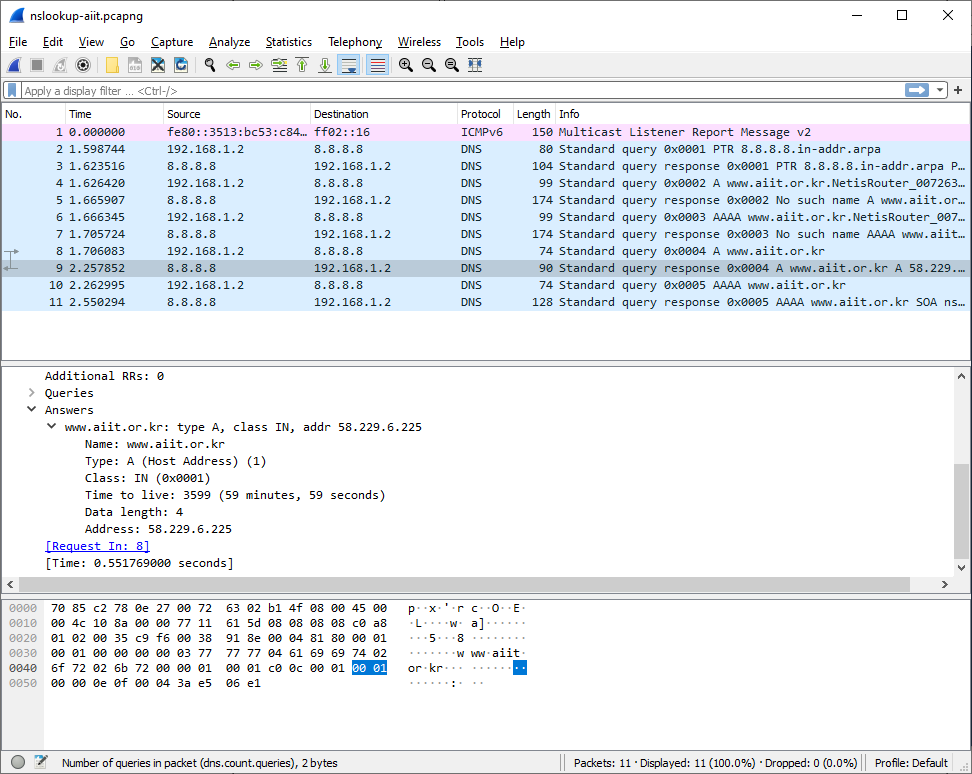 nslookup-aiit.pcapng
File Edit View Go Capture Analyze Statistics Telephony Wireless Tools Help
Apply a display filter ... <Ctrl-/>
No. Time Source Destination Protocol Length Info
1 0.000000 fe80::3513:bc53:c84… ff02::16 ICMPv6 150 Multicast Listener Report Message v2
2 1.598744 192.168.1.2 8.8.8.8 DNS 80 Standard query 0x0001 PTR 8.8.8.8.in-addr.arpa
3 1.623516 8.8.8.8 192.168.1.2 DNS 104 Standard query response 0x0001 PTR 8.8.8.8.in-addr.arpa P…
4 1.626420 192.168.1.2 8.8.8.8 DNS 99 Standard query 0x0002 A www.aiit.or.kr.NetisRouter_007263…
5 1.665907 8.8.8.8 192.168.1.2 DNS 174 Standard query response 0x0002 No such name A www.aiit.or…
6 1.666345 192.168.1.2 8.8.8.8 DNS 99 Standard query 0x0003 AAAA www.aiit.or.kr.NetisRouter_007…
7 1.705724 8.8.8.8 192.168.1.2 DNS 174 Standard query response 0x0003 No such name AAAA www.aiit…
8 1.706083 192.168.1.2 8.8.8.8 DNS 74 Standard query 0x0004 A www.aiit.or.kr
9 2.257852 8.8.8.8 192.168.1.2 DNS 90 Standard query response 0x0004 A www.aiit.or.kr A 58.229.…
10 2.262995 192.168.1.2 8.8.8.8 DNS 74 Standard query 0x0005 AAAA www.aiit.or.kr
11 2.550294 8.8.8.8 192.168.1.2 DNS 128 Standard query response 0x0005 AAAA www.aiit.or.kr SOA ns…
Additional RRs: 0
Queries
Answers
www.aiit.or.kr: type A, class IN, addr 58.229.6.225
Name: www.aiit.or.kr
Type: A (Host Address) (1)
Class: IN (0x0001)
Time to live: 3599 (59 minutes, 59 seconds)
Data length: 4
Address: 58.229.6.225
[Request In: 8]
[Time: 0.551769000 seconds]
0000 70 85 c2 78 0e 27 00 72 63 02 b1 4f 08 00 45 00 p··x·'·r c··O··E·
0010 00 4c 10 8a 00 00 77 11 61 5d 08 08 08 08 c0 a8 ·L····w· a]······
0020 01 02 00 35 c9 f6 00 38 91 8e 00 04 81 80 00 01 ···5···8 ········
0030 00 01 00 00 00 00 03 77 77 77 04 61 69 69 74 02 ·······w ww·aiit·
0040 6f 72 02 6b 72 00 00 01 00 01 c0 0c 00 01 00 01 or·kr··· ········
0050 00 00 0e 0f 00 04 3a e5 06 e1 ······:· ··
Number of queries in packet (dns.count.queries), 2 bytes Packets: 11 · Displayed: 11 (100.0%) · Dropped: 0 (0.0%) Profile: Default